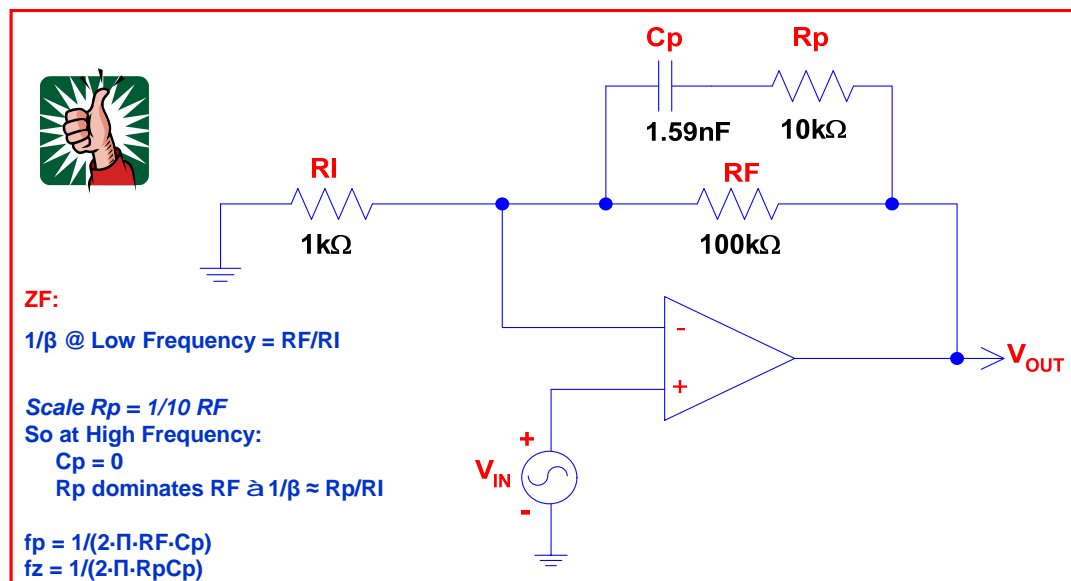 Cp
Rp
1.59nF
10kΩ
RI
RF
1kΩ
100kΩ
ZF:
1/β @ Low Frequency = RF/RI
-
+
VOUT
Scale Rp = 1/10 RF
So at High Frequency:
Cp = 0
Rp dominates RF à 1/β ≈ Rp/RI
+
VIN
-
fp = 1/(2·Π·RF·Cp)
fz = 1/(2·Π·RpCp)